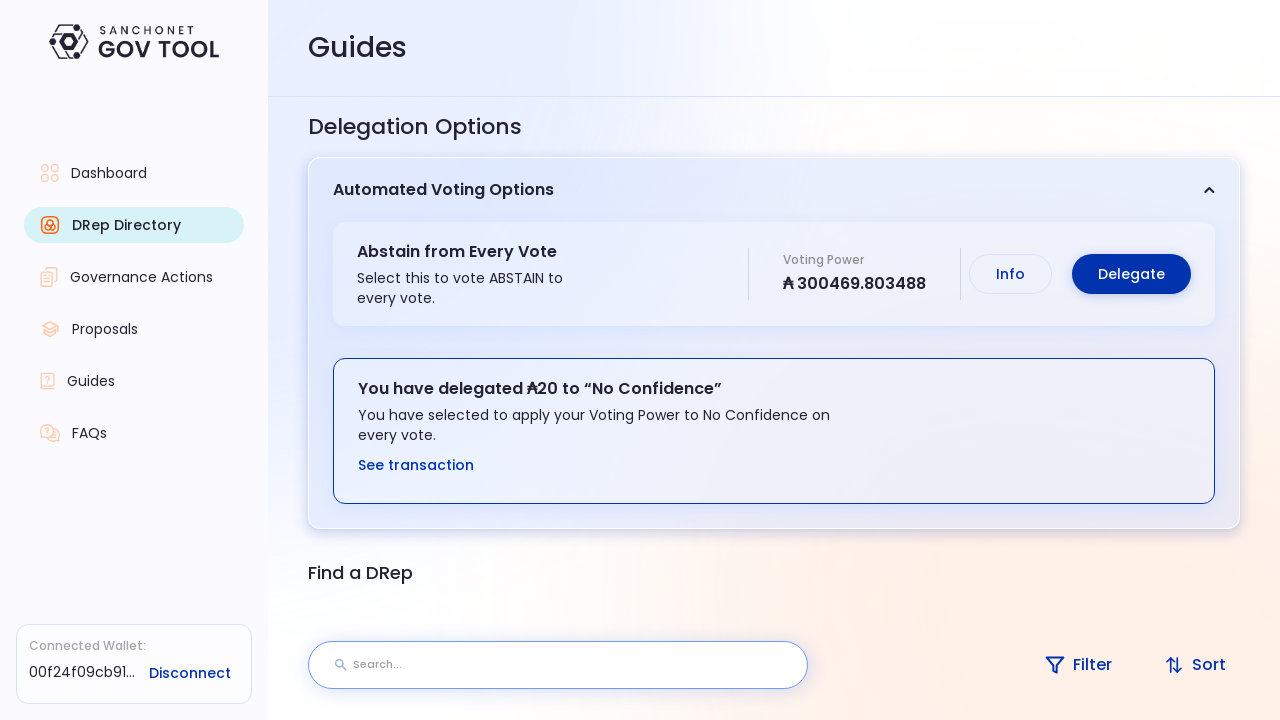 SANCHONET
GOV TOOL
Dashboard
DRep Directory
Governance Actions
Proposals
Guides
FAQs
Connected Wallet:
00f24f09cb91...
Disconnect
Guides
Delegation Options
Automated Voting Options
Abstain from Every Vote
Select this to vote ABSTAIN to
every vote.
Voting Power
₳ 300469.803488
Info
Delegate
You have delegated ₳20 to “No Confidence”
You have selected to apply your Voting Power to No Confidence on
every vote.
See transaction
Find a DRep
Search...
Filter
Sort